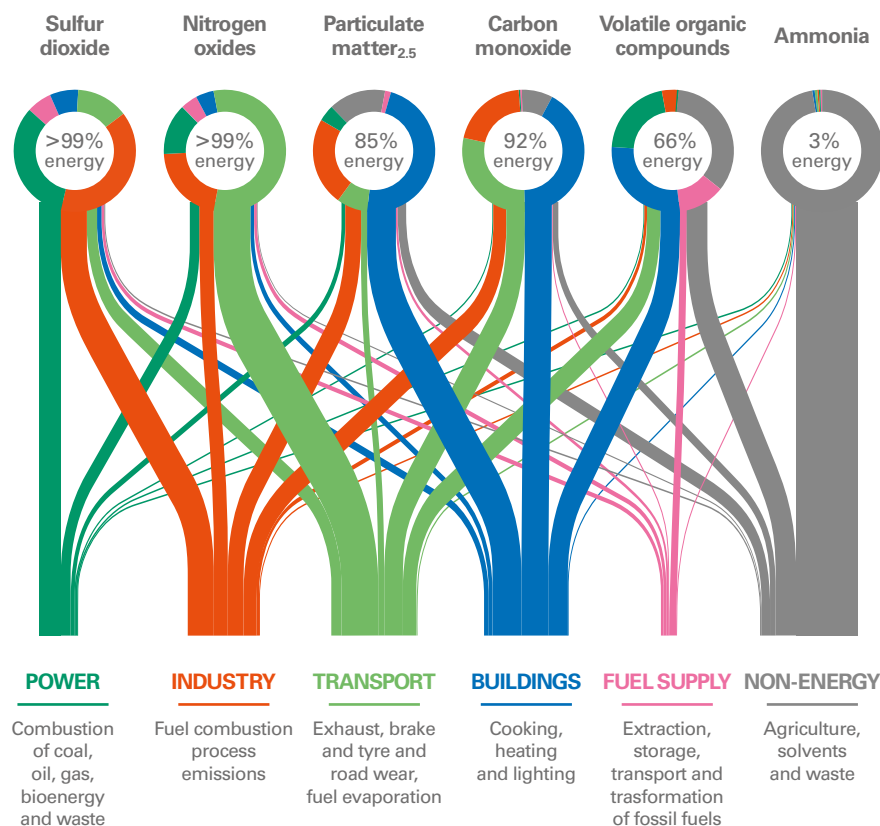 Sulfur
dioxide
Nitrogen
oxides
Particulate
matter2.5
Carbon
monoxide
Volatile organic
compounds
Ammonia
>99%
energy
>99%
energy
85%
energy
92%
energy
66%
energy
3%
energy
POWER
Combustion
of coal,
oil, gas,
bioenergy
and waste
INDUSTRY
Fuel combustion
process
emissions
TRANSPORT
Exhaust, brake
and tyre and
road wear,
fuel evaporation
BUILDINGS
Cooking,
heating
and lighting
FUEL SUPPLY
Extraction,
storage,
transport and
trasformation
of fossil fuels
NON-ENERGY
Agriculture,
solvents
and waste